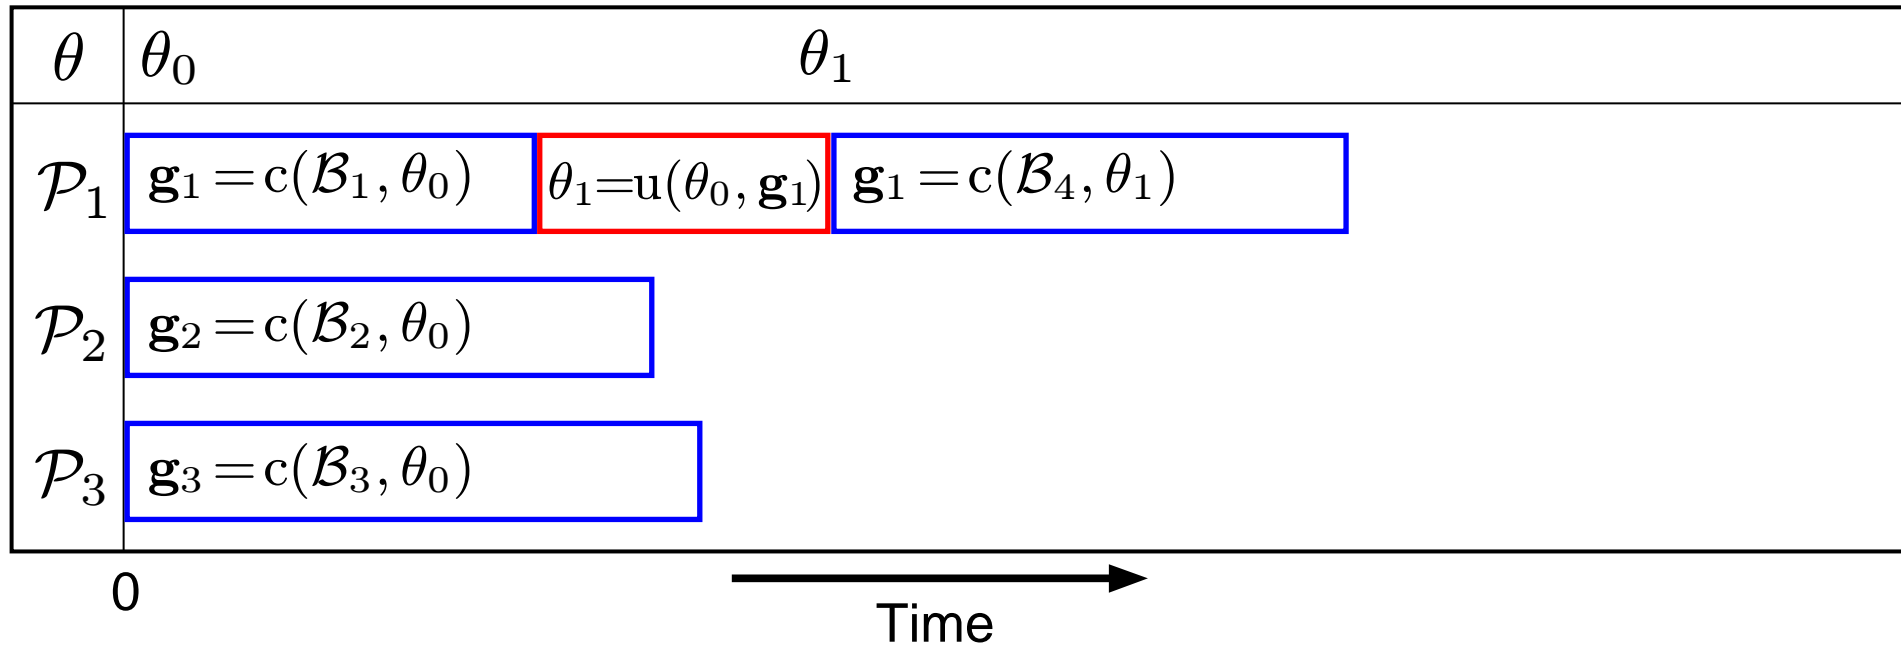 θ θ₀ θ₁
𝒫₁ g₁ = c(ℬ₁, θ₀) θ₁=u(θ₀, g₁) g₁ = c(ℬ₄, θ₁)
𝒫₂ g₂ = c(ℬ₂, θ₀)
𝒫₃ g₃ = c(ℬ₃, θ₀)
0
Time